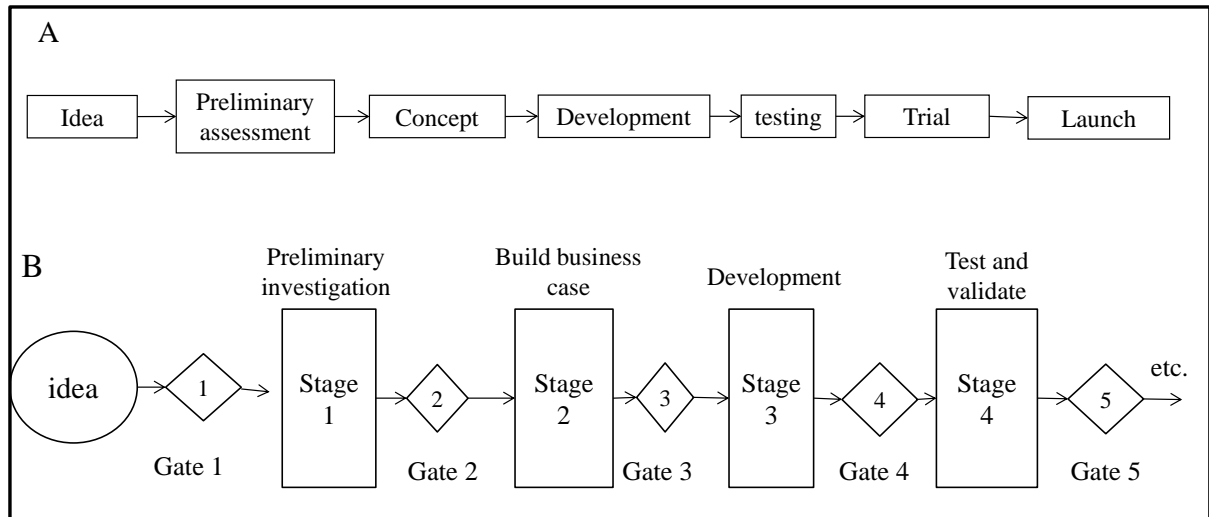 A
Idea
Preliminary
assessment
Concept
Development
testing
Trial
Launch
B
Preliminary
investigation
Build business
case
Development
Test and
validate
idea
1
Stage
1
2
Stage
2
3
Stage
3
4
Stage
4
5
etc.
Gate 1
Gate 2
Gate 3
Gate 4
Gate 5